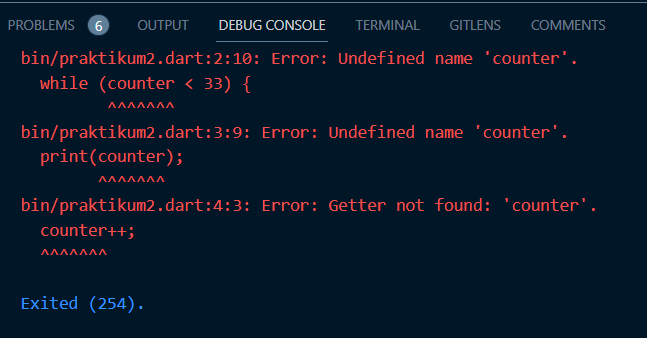 PROBLEMS 6 OUTPUT DEBUG CONSOLE TERMINAL GITLENS COMMENTS
bin/praktikum2.dart:2:10: Error: Undefined name 'counter'.
  while (counter < 33) {
         ^^^^^^^
bin/praktikum2.dart:3:9: Error: Undefined name 'counter'.
  print(counter);
        ^^^^^^^
bin/praktikum2.dart:4:3: Error: Getter not found: 'counter'.
  counter++;
  ^^^^^^^
Exited (254).